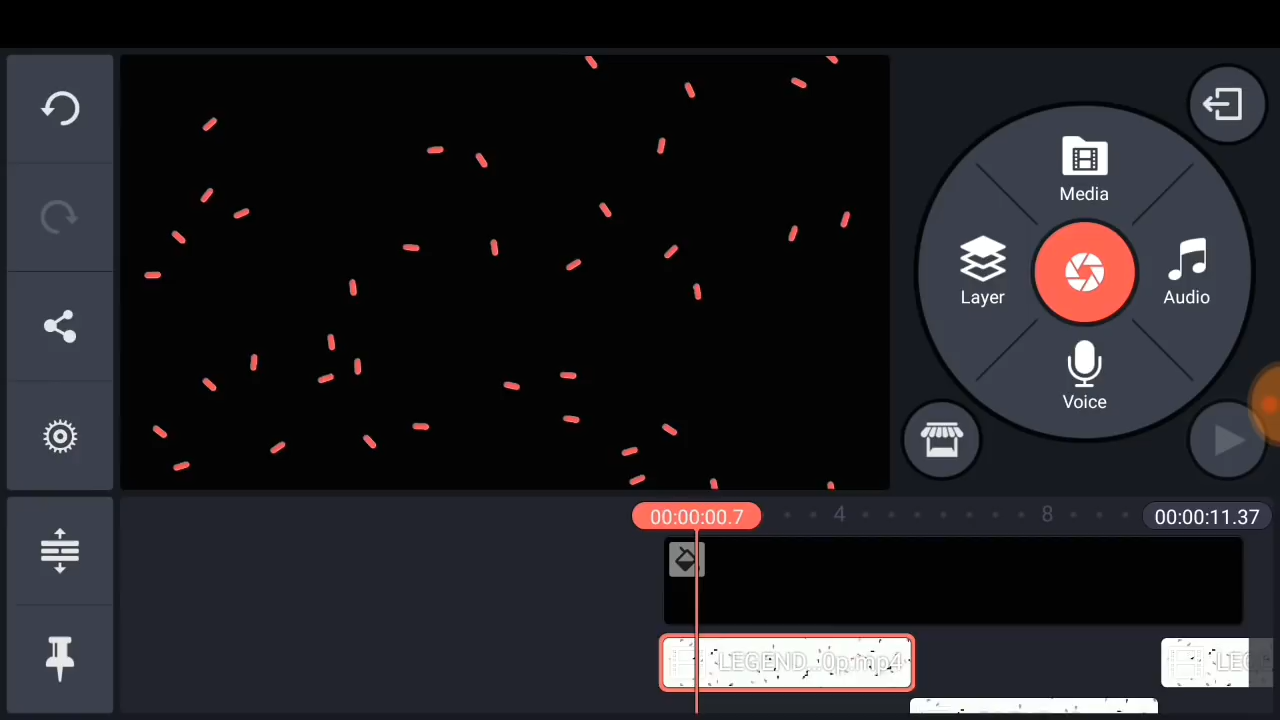 Media
Layer
Audio
Voice
00:00:00.7
4
8
00:00:11.37
LEGEND...0p.mp4
LEG